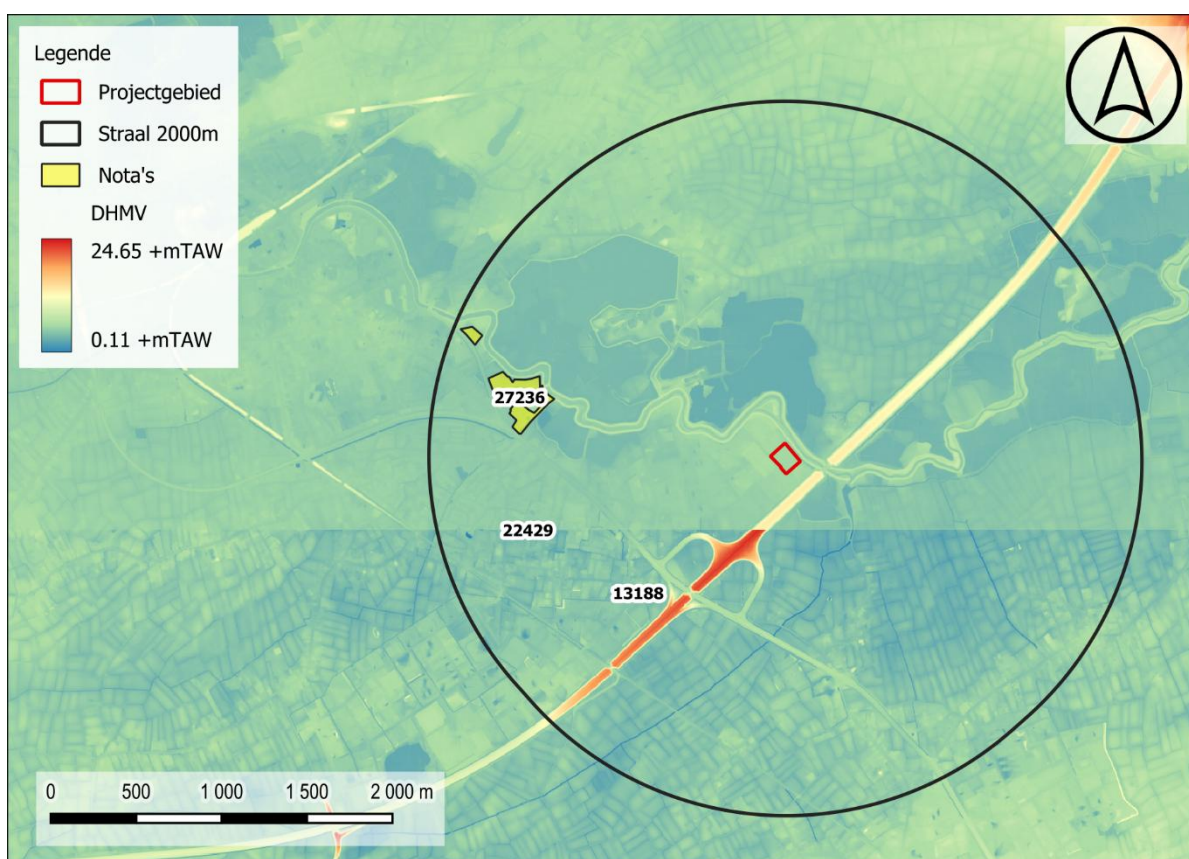 Legende
Projectgebied
Straal 2000m
Nota's
DHMV
24.65 +mTAW
0.11 +mTAW
27236
22429
13188
0 500 1 000 1 500 2 000 m